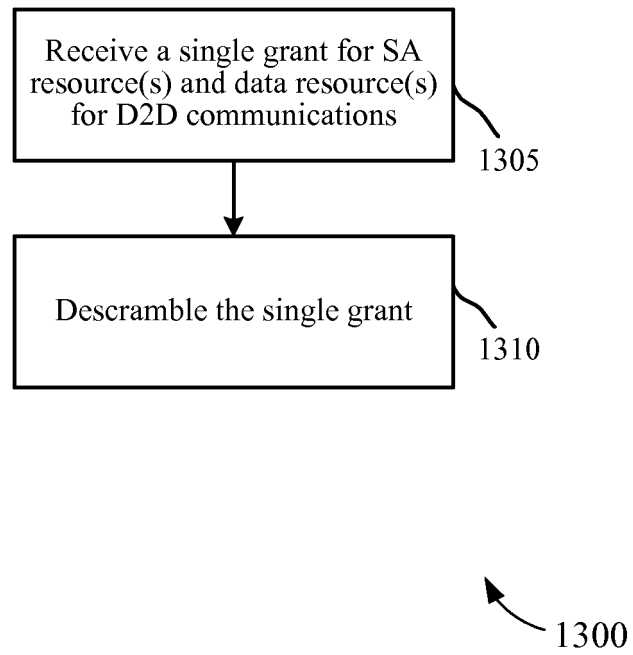 Receive a single grant for SA
resource(s) and data resource(s)
for D2D communications
1305
Descramble the single grant
1310
1300